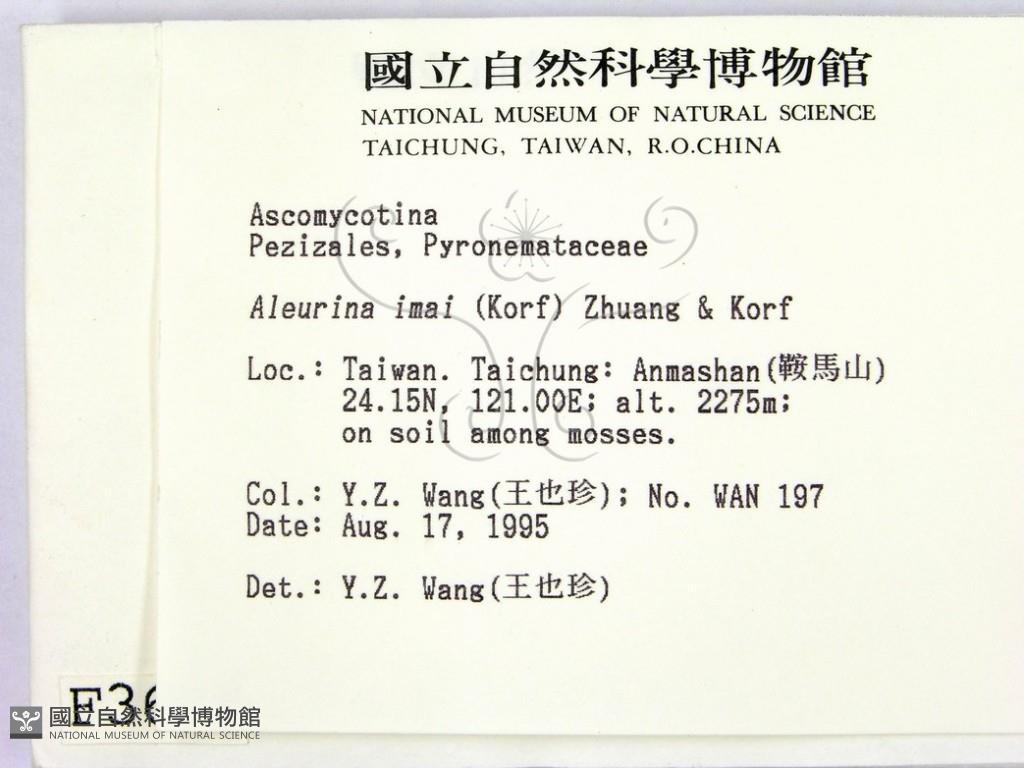 國立自然科學博物館
NATIONAL MUSEUM OF NATURAL SCIENCE
TAICHUNG, TAIWAN, R.O.CHINA
Ascomycotina
Pezizales, Pyronemataceae
Aleurina imai (Korf) Zhuang & Korf
Loc.: Taiwan. Taichung: Anmashan(鞍馬山)
24.15N, 121.00E; alt. 2275m;
on soil among mosses.
Col.: Y.Z. Wang(王也珍); No. WAN 197
Date: Aug. 17, 1995
Det.: Y.Z. Wang(王也珍)
國立自然科學博物館
NATIONAL MUSEUM OF NATURAL SCIENCE